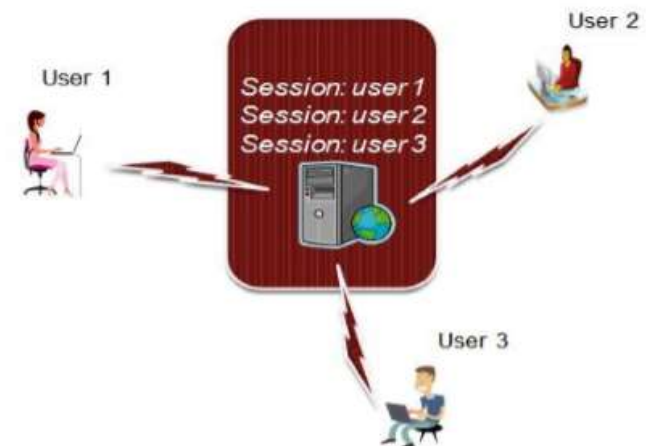 User 2
User 1
Session: user 1
Session: user 2
Session: user 3
User 3